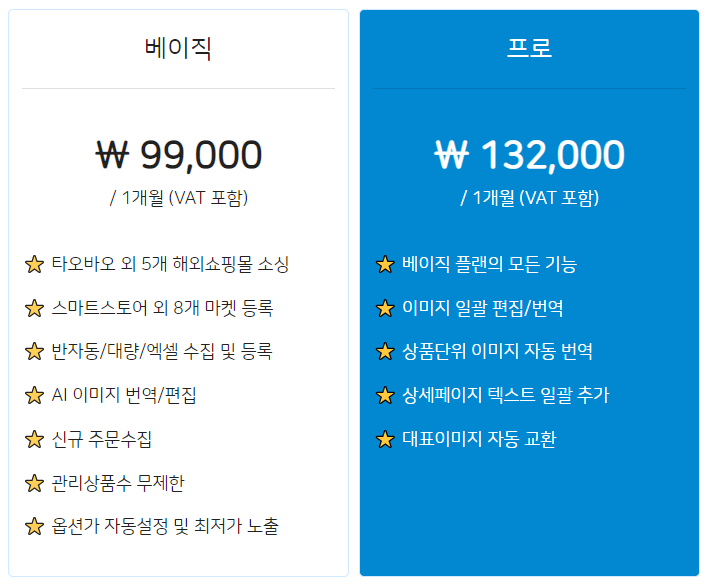 베이직
₩ 99,000
/ 1개월 (VAT 포함)
타오바오 외 5개 해외쇼핑몰 소싱
스마트스토어 외 8개 마켓 등록
반자동/대량/엑셀 수집 및 등록
AI 이미지 번역/편집
신규 주문수집
관리상품수 무제한
옵션가 자동설정 및 최저가 노출
프로
₩ 132,000
/ 1개월 (VAT 포함)
베이직 플랜의 모든 기능
이미지 일괄 편집/번역
상품단위 이미지 자동 번역
상세페이지 텍스트 일괄 추가
대표이미지 자동 교환